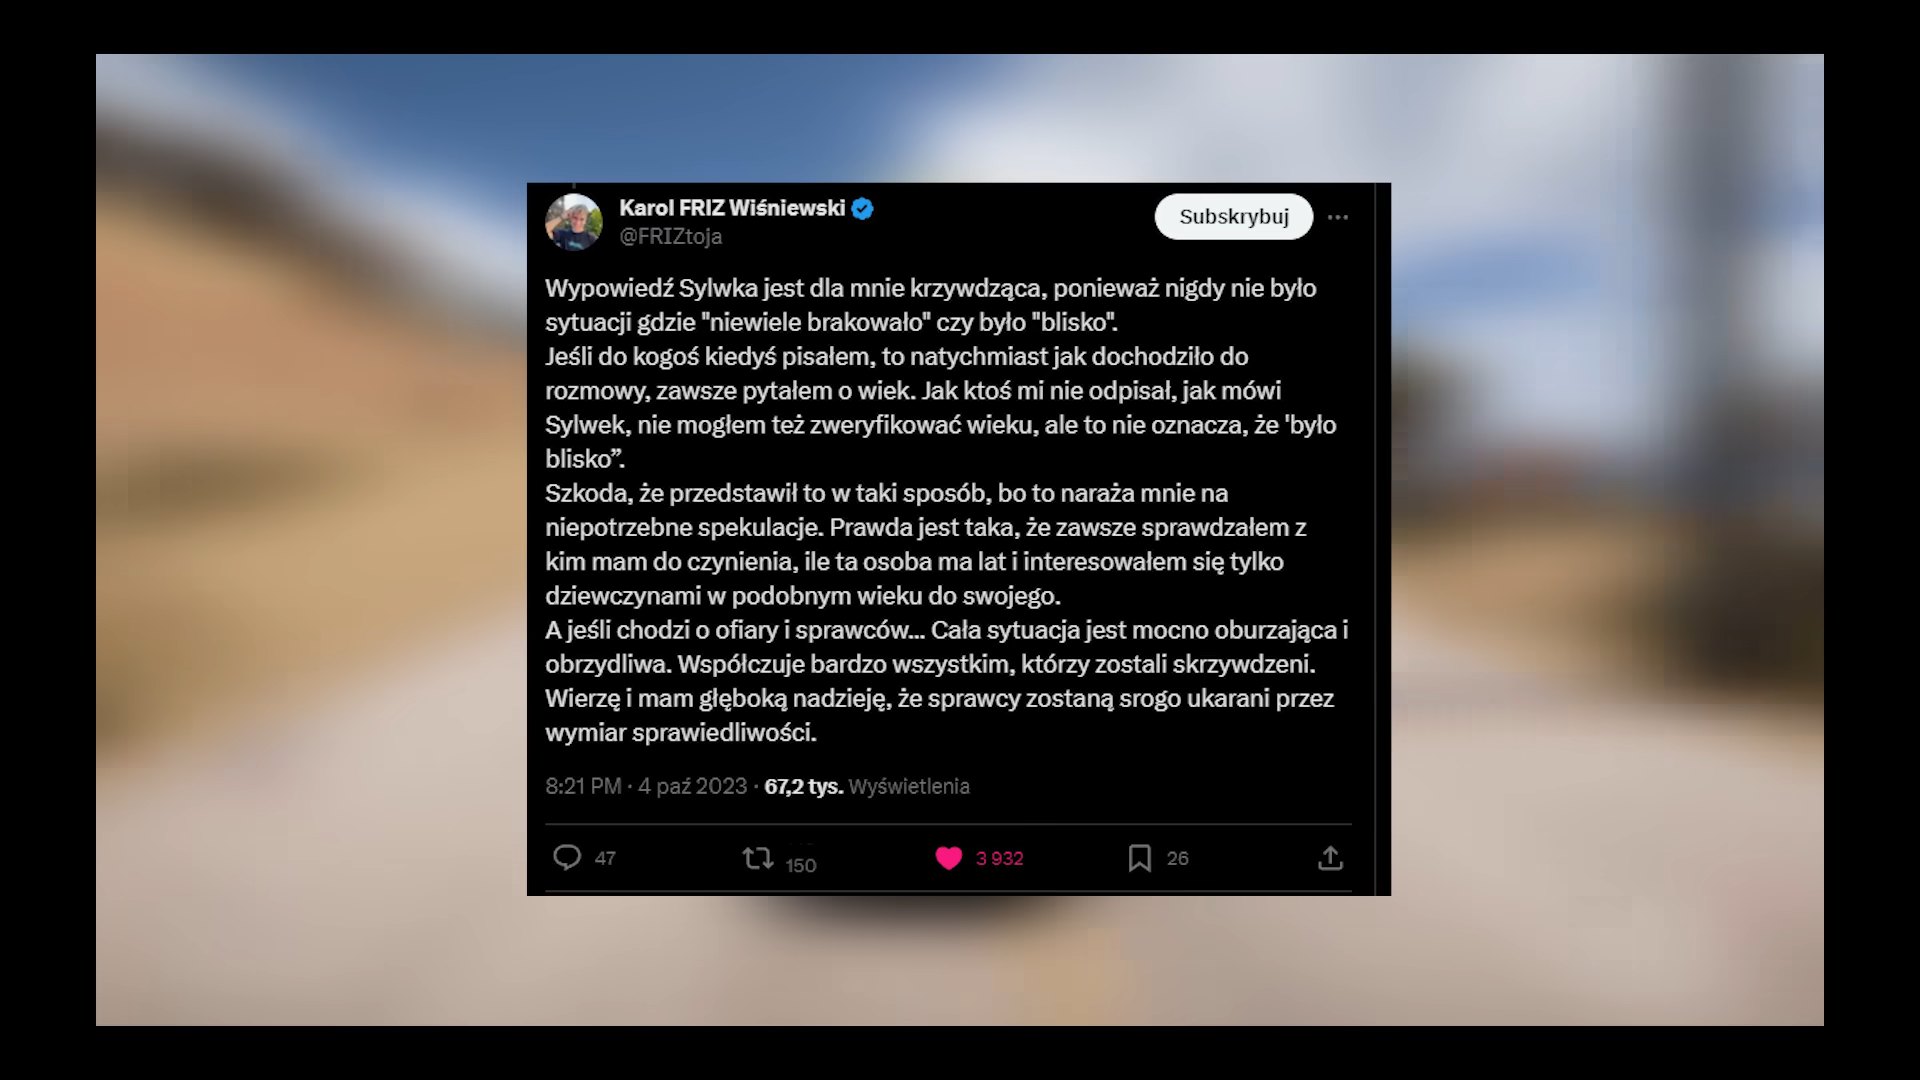 Karol FRIZ Wiśniewski
@FRIZtoja
Subskrybuj
Wypowiedź Sylwka jest dla mnie krzywdząca, ponieważ nigdy nie było
sytuacji gdzie "niewiele brakowało" czy było "blisko".
Jeśli do kogoś kiedyś pisałem, to natychmiast jak dochodziło do
rozmowy, zawsze pytałem o wiek. Jak ktoś mi nie odpisał, jak mówi
Sylwek, nie mogłem też zweryfikować wieku, ale to nie oznacza, że 'było
blisko”.
Szkoda, że przedstawił to w taki sposób, bo to naraża mnie na
niepotrzebne spekulacje. Prawda jest taka, że zawsze sprawdzałem z
kim mam do czynienia, ile ta osoba ma lat i interesowałem się tylko
dziewczynami w podobnym wieku do swojego.
A jeśli chodzi o ofiary i sprawców... Cała sytuacja jest mocno oburzająca i
obrzydliwa. Współczuje bardzo wszystkim, którzy zostali skrzywdzeni.
Wierzę i mam głęboką nadzieję, że sprawcy zostaną srogo ukarani przez
wymiar sprawiedliwości.
8:21 PM · 4 paź 2023 · 67,2 tys. Wyświetlenia
47 150 3 932 26